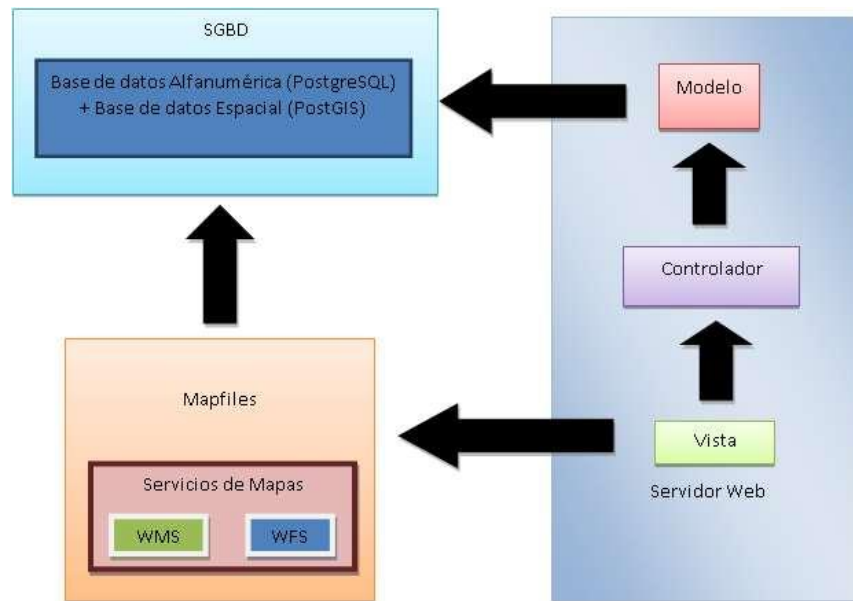 SGBD
Base de datos Alfanumérica (PostgreSQL)
+ Base de datos Espacial (PostGIS)
Modelo
Controlador
Vista
Servidor Web
Mapfiles
Servicios de Mapas
WMS
WFS